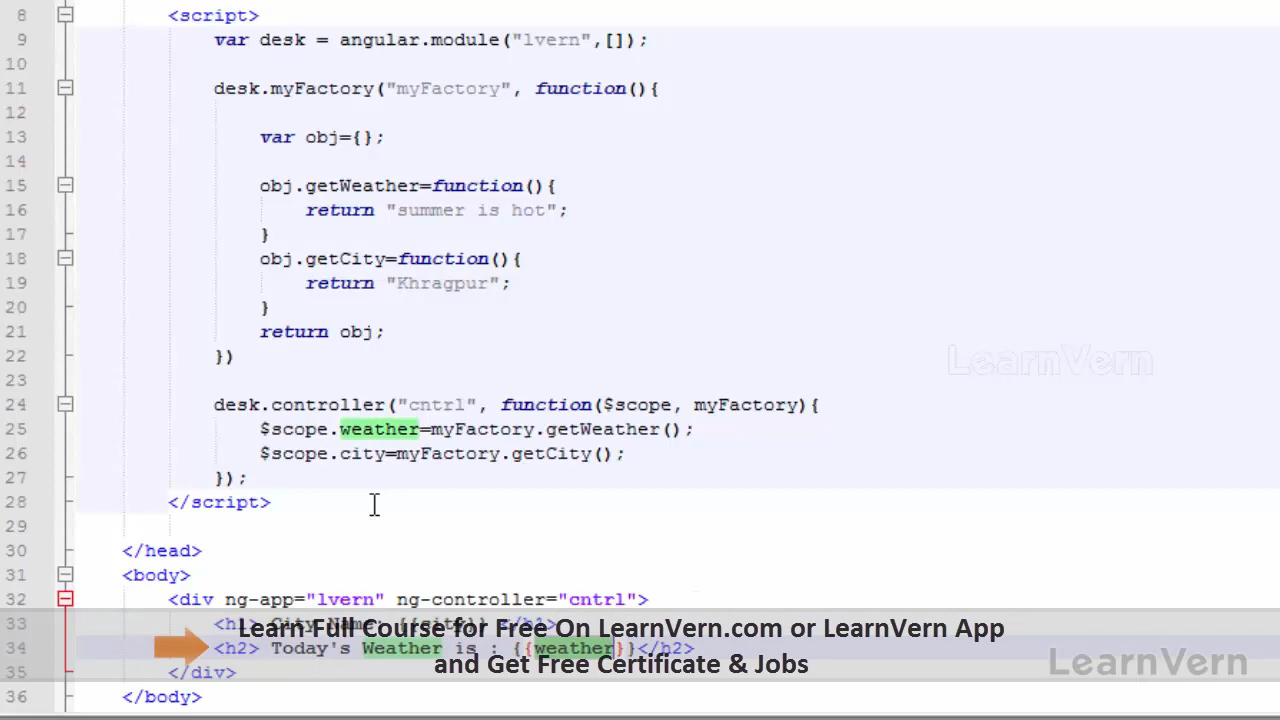 8 <script>
9 var desk = angular.module("lvern",[]);
10
11 desk.myFactory("myFactory", function(){
12
13 var obj={};
14
15 obj.getWeather=function(){
16 return "summer is hot";
17 }
18 obj.getCity=function(){
19 return "Khragpur";
20 }
21 return obj;
22 })
23
24 desk.controller("cntrl", function($scope, myFactory){
25 $scope.weather=myFactory.getWeather();
26 $scope.city=myFactory.getCity();
27 });
28 </script>
29
30 </head>
31 <body>
32 <div ng-app="lvern" ng-controller="cntrl">
33 <h1> City Name: {{city}} </h1>
34 <h2> Today's Weather is : {{weather}}</h2>
35 </div>
36 </body>
LearnVern
Learn Full Course for Free On LearnVern.com or LearnVern App
and Get Free Certificate & Jobs
LearnVern